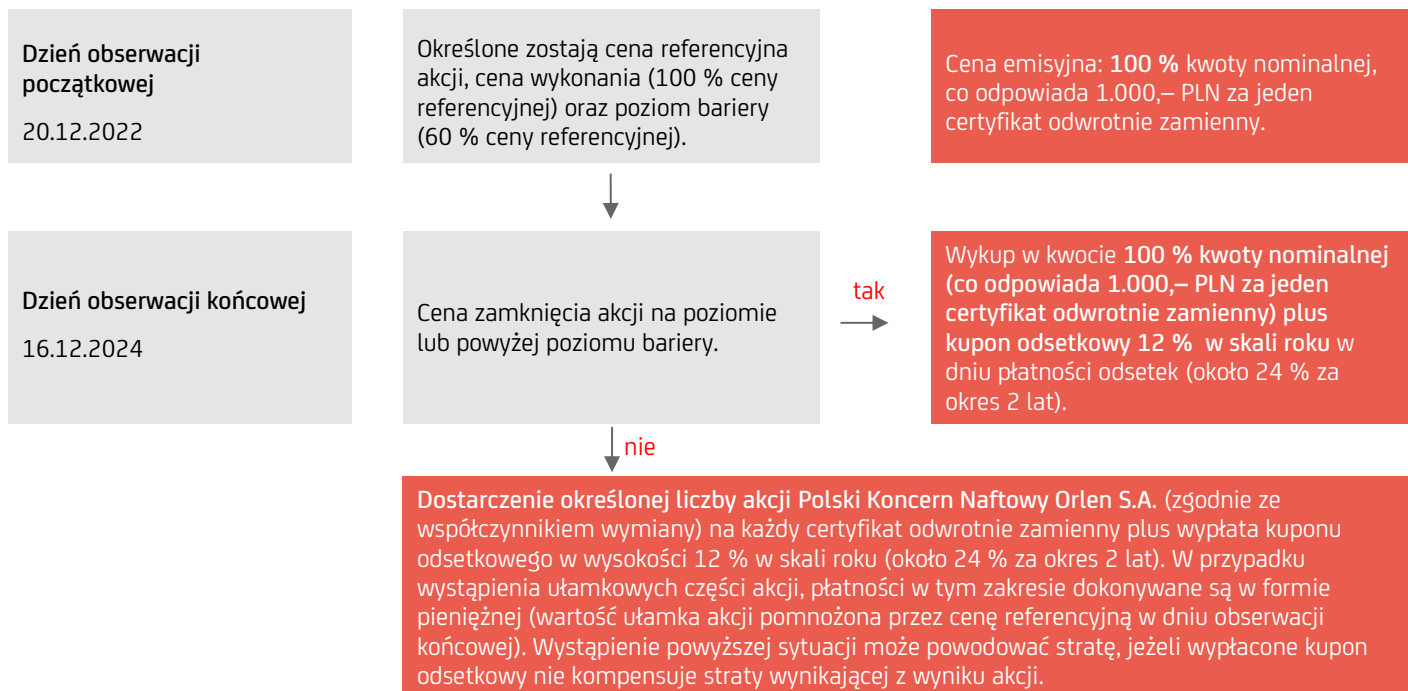 Dzień obserwacji
początkowej
20.12.2022
Określone zostają cena referencyjna
akcji, cena wykonania (100 % ceny
referencyjnej) oraz poziom bariery
(60 % ceny referencyjnej).
Cena emisyjna: 100 % kwoty nominalnej,
co odpowiada 1.000,– PLN za jeden
certyfikat odwrotnie zamienny.
Dzień obserwacji końcowej
16.12.2024
Cena zamknięcia akcji na poziomie
lub powyżej poziomu bariery.
tak
Wykup w kwocie 100 % kwoty nominalnej
(co odpowiada 1.000,– PLN za jeden
certyfikat odwrotnie zamienny) plus
kupon odsetkowy 12 % w skali roku w
dniu płatności odsetek (około 24 % za
okres 2 lat).
nie
Dostarczenie określonej liczby akcji Polski Koncern Naftowy Orlen S.A. (zgodnie ze
współczynnikiem wymiany) na każdy certyfikat odwrotnie zamienny plus wypłata kuponu
odsetkowego w wysokości 12 % w skali roku (około 24 % za okres 2 lat). W przypadku
wystąpienia ułamkowych części akcji, płatności w tym zakresie dokonywane są w formie
pieniężnej (wartość ułamka akcji pomnożona przez cenę referencyjną w dniu obserwacji
końcowej). Wystąpienie powyższej sytuacji może powodować stratę, jeżeli wypłacone kupon
odsetkowy nie kompensuje straty wynikającej z wyniku akcji.